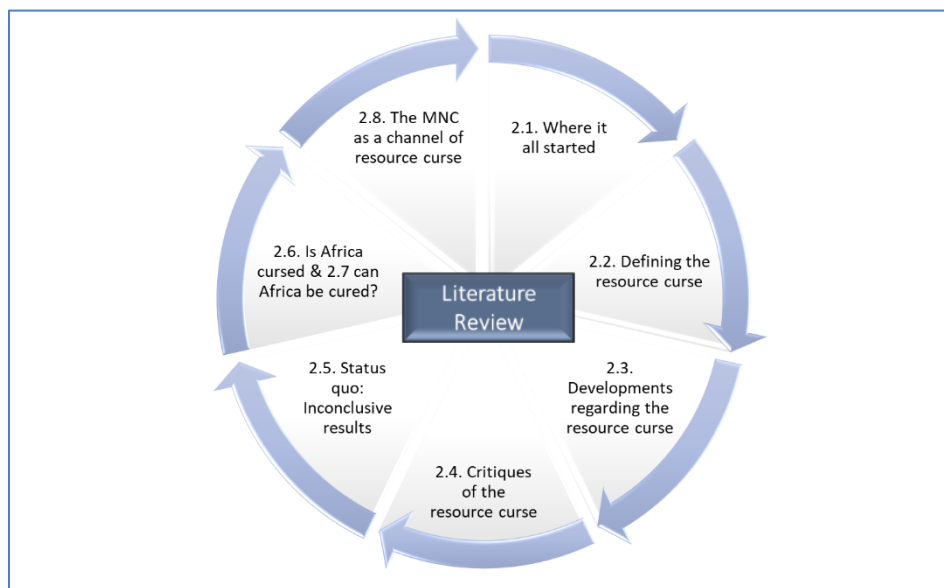 2.1. Where it
all started
2.2. Defining the
resource curse
2.3.
Developments
regarding the
resource curse
2.4. Critiques
of the
resource curse
2.5. Status
quo:
Inconclusive
results
2.6. Is Africa
cursed & 2.7 can
Africa be cured?
2.8. The MNC
as a channel of
resource curse
Literature
Review